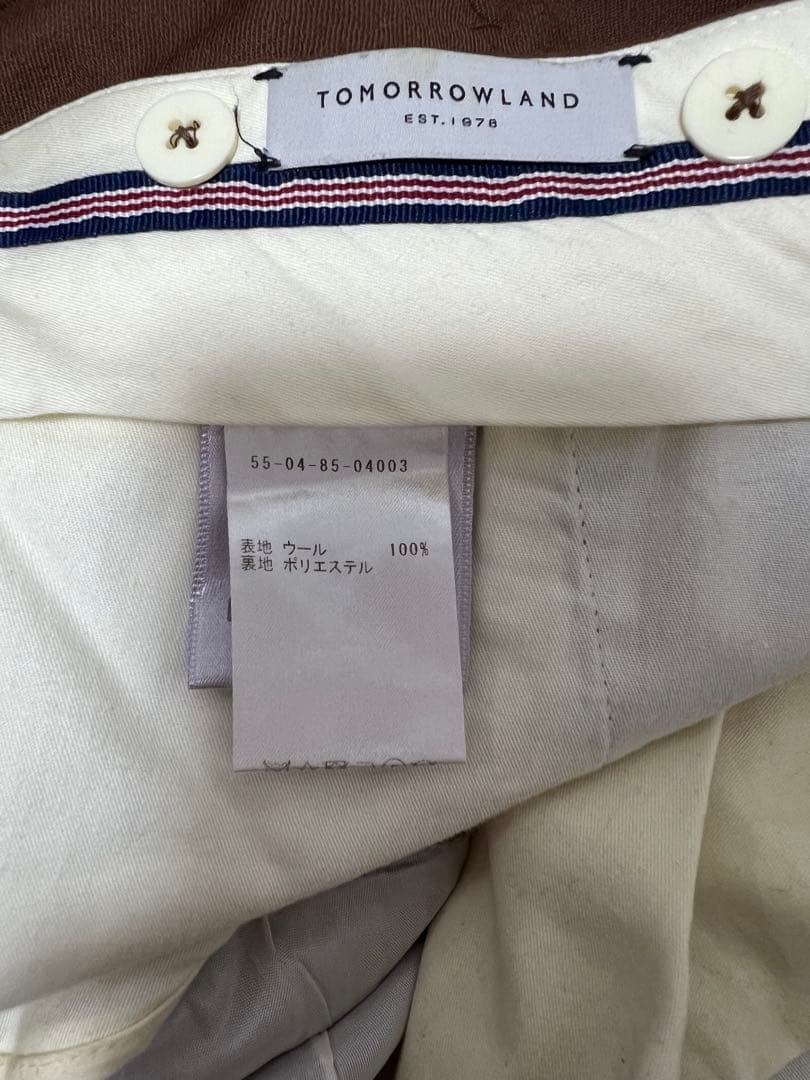 TOMORROWLAND
EST.1978
55-04-85-04003
表地 ウール 100%
裏地 ポリエステル